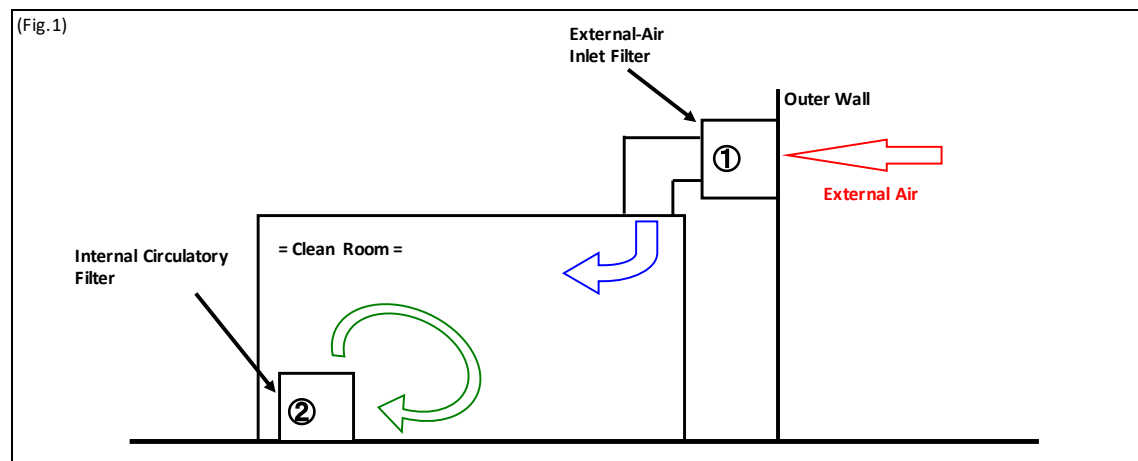 (Fig.1)
External-Air
Inlet Filter
Outer Wall
①
External Air
Internal Circulatory
Filter
= Clean Room =
②